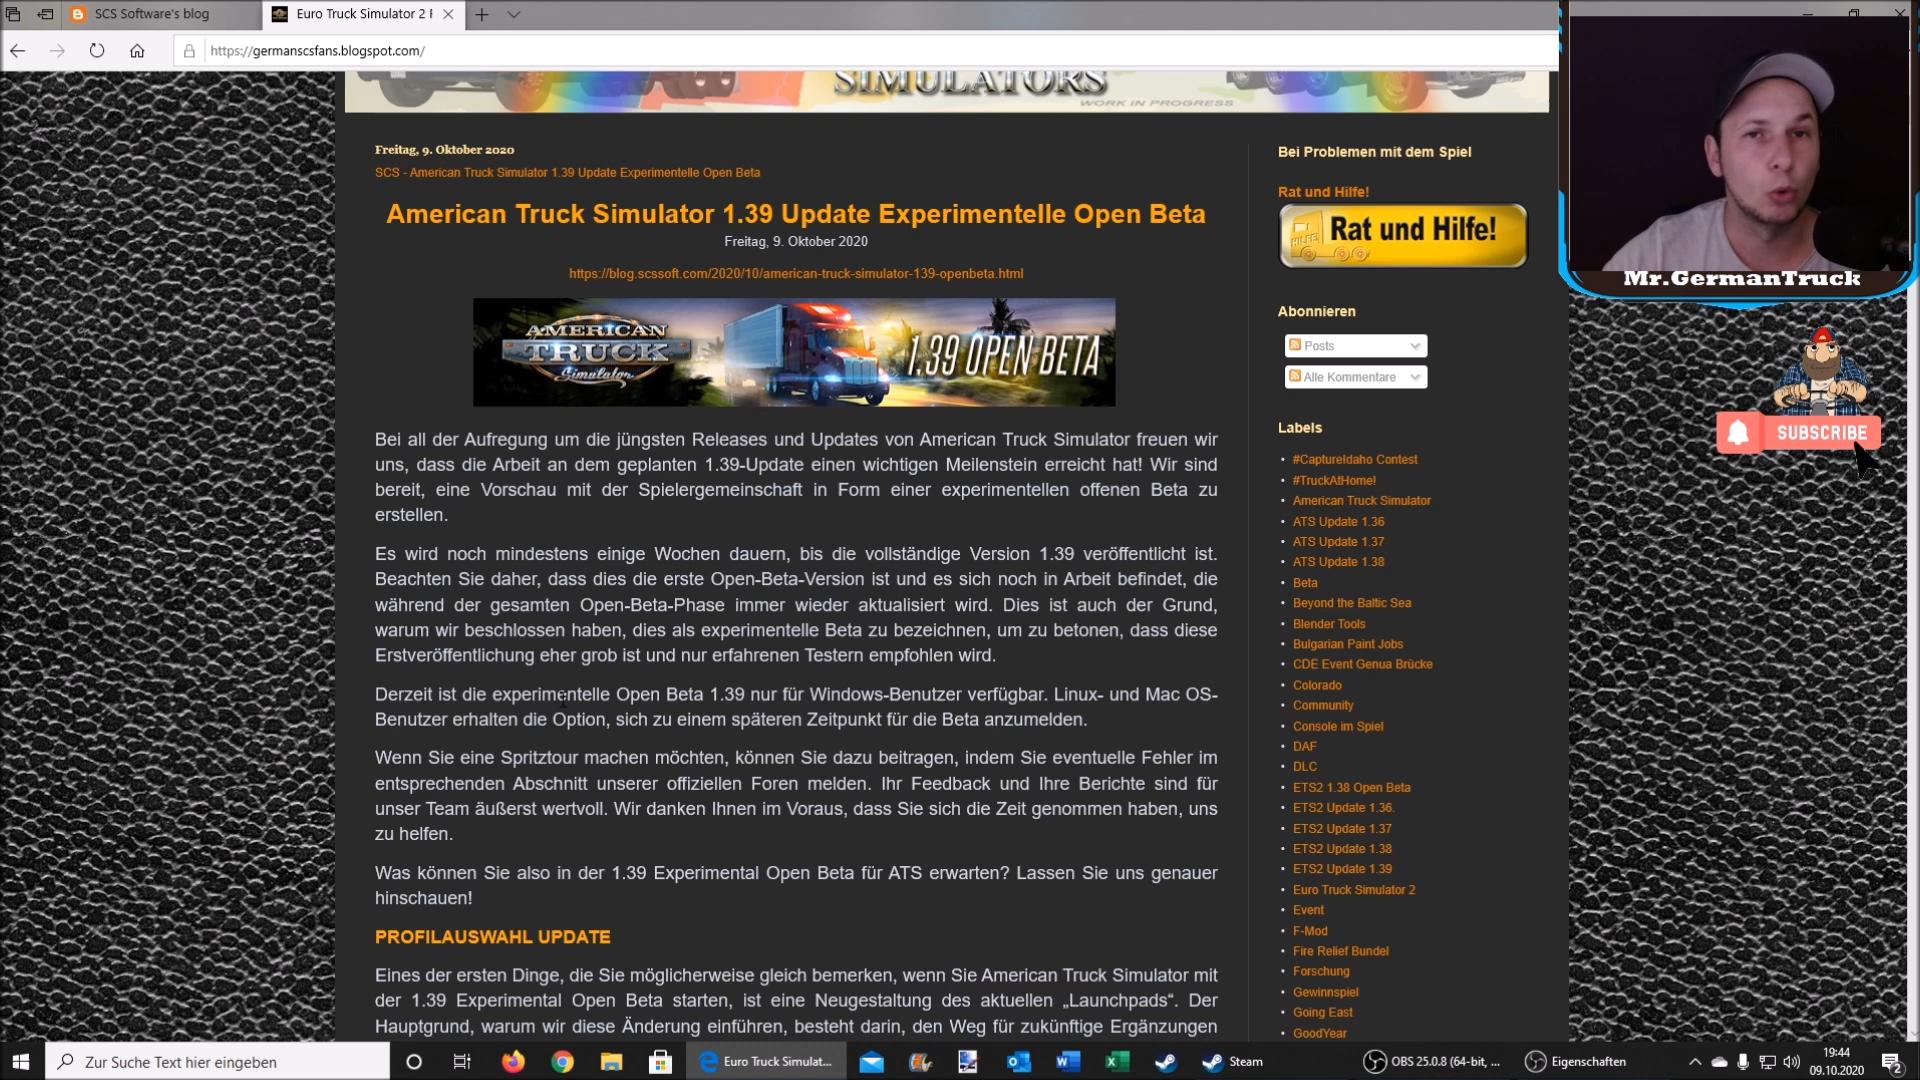 SCS Software's blog
Euro Truck Simulator 2 F
https://germanscsfans.blogspot.com/
SIMULATORS
WORK IN PROGRESS
Freitag, 9. Oktober 2020
SCS - American Truck Simulator 1.39 Update Experimentelle Open Beta
American Truck Simulator 1.39 Update Experimentelle Open Beta
Freitag, 9. Oktober 2020
https://blog.scssoft.com/2020/10/american-truck-simulator-139-openbeta.html
AMERICAN
TRUCK
Simulator
1.39 OPEN BETA
Bei all der Aufregung um die jüngsten Releases und Updates von American Truck Simulator freuen wir
uns, dass die Arbeit an dem geplanten 1.39-Update einen wichtigen Meilenstein erreicht hat! Wir sind
bereit, eine Vorschau mit der Spielergemeinschaft in Form einer experimentellen offenen Beta zu
erstellen.
Es wird noch mindestens einige Wochen dauern, bis die vollständige Version 1.39 veröffentlicht ist.
Beachten Sie daher, dass dies die erste Open-Beta-Version ist und es sich noch in Arbeit befindet, die
während der gesamten Open-Beta-Phase immer wieder aktualisiert wird. Dies ist auch der Grund,
warum wir beschlossen haben, dies als experimentelle Beta zu bezeichnen, um zu betonen, dass diese
Erstveröffentlichung eher grob ist und nur erfahrenen Testern empfohlen wird.
Derzeit ist die experimentelle Open Beta 1.39 nur für Windows-Benutzer verfügbar. Linux- und Mac OS-
Benutzer erhalten die Option, sich zu einem späteren Zeitpunkt für die Beta anzumelden.
Wenn Sie eine Spritztour machen möchten, können Sie dazu beitragen, indem Sie eventuelle Fehler im
entsprechenden Abschnitt unserer offiziellen Foren melden. Ihr Feedback und Ihre Berichte sind für
unser Team äußerst wertvoll. Wir danken Ihnen im Voraus, dass Sie sich die Zeit genommen haben, uns
zu helfen.
Was können Sie also in der 1.39 Experimental Open Beta für ATS erwarten? Lassen Sie uns genauer
hinschauen!
PROFILAUSWAHL UPDATE
Eines der ersten Dinge, die Sie möglicherweise gleich bemerken, wenn Sie American Truck Simulator mit
der 1.39 Experimental Open Beta starten, ist eine Neugestaltung des aktuellen „Launchpads". Der
Hauptgrund, warum wir diese Änderung einführen, besteht darin, den Weg für zukünftige Ergänzungen
Bei Problemen mit dem Spiel
Rat und Hilfe!
HILFE
Rat und Hilfe!
Abonnieren
Posts
Alle Kommentare
Labels
#CaptureIdaho Contest
#TruckAtHome!
American Truck Simulator
ATS Update 1.36
ATS Update 1.37
ATS Update 1.38
Beta
Beyond the Baltic Sea
Blender Tools
Bulgarian Paint Jobs
CDE Event Genua Brücke
Colorado
Community
Console im Spiel
DAF
DLC
ETS2 1.38 Open Beta
ETS2 Update 1.36.
ETS2 Update 1.37
ETS2 Update 1.38
ETS2 Update 1.39
Euro Truck Simulator 2
Event
F-Mod
Fire Relief Bundel
Forschung
Gewinnspiel
Going East
GoodYear
Mr.GermanTruck
SUBSCRIBE
Zur Suche Text hier eingeben
Euro Truck Simulat...
Steam
OBS 25.0.8 (64-bit, ...
Eigenschaften
19:44
09.10.2020
2